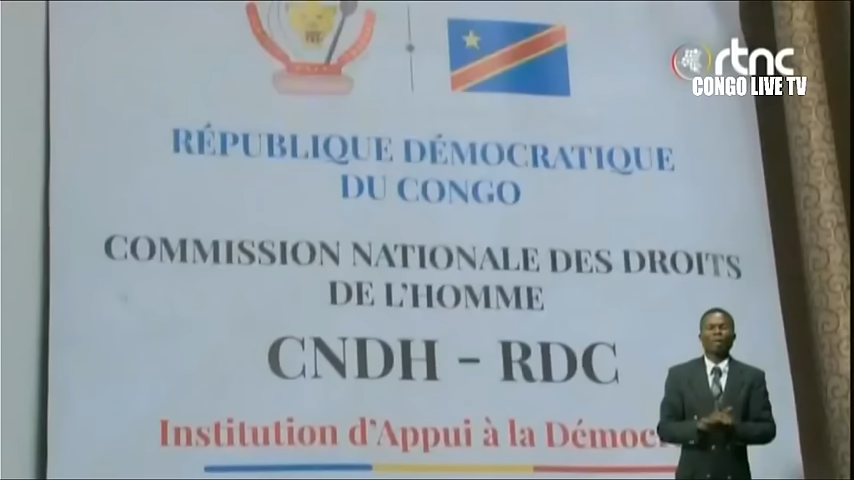 rtnc
CONGO LIVE TV
RÉPUBLIQUE DÉMOCRATIQUE
DU CONGO
COMMISSION NATIONALE DES DROITS
DE L'HOMME
CNDH - RDC
Institution d'Appui à la Démoc